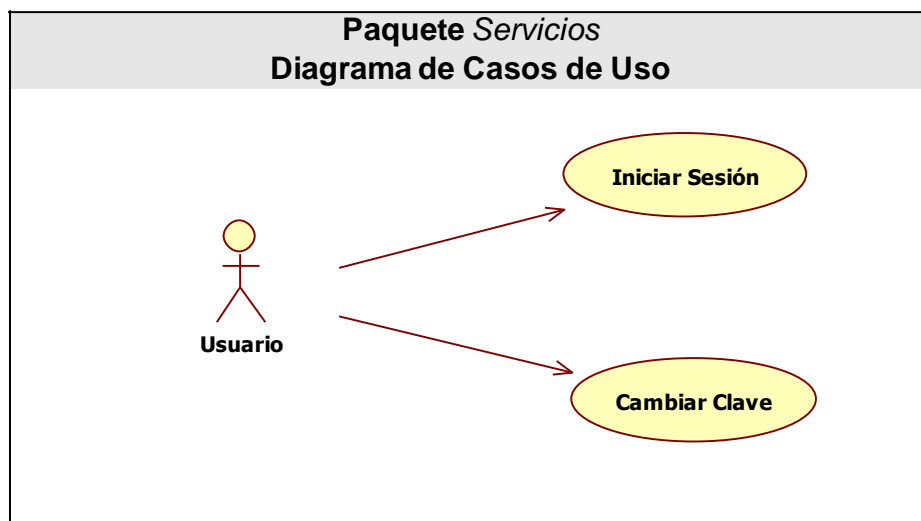 Paquete Servicios
Diagrama de Casos de Uso
Iniciar Sesión
Usuario
Cambiar Clave